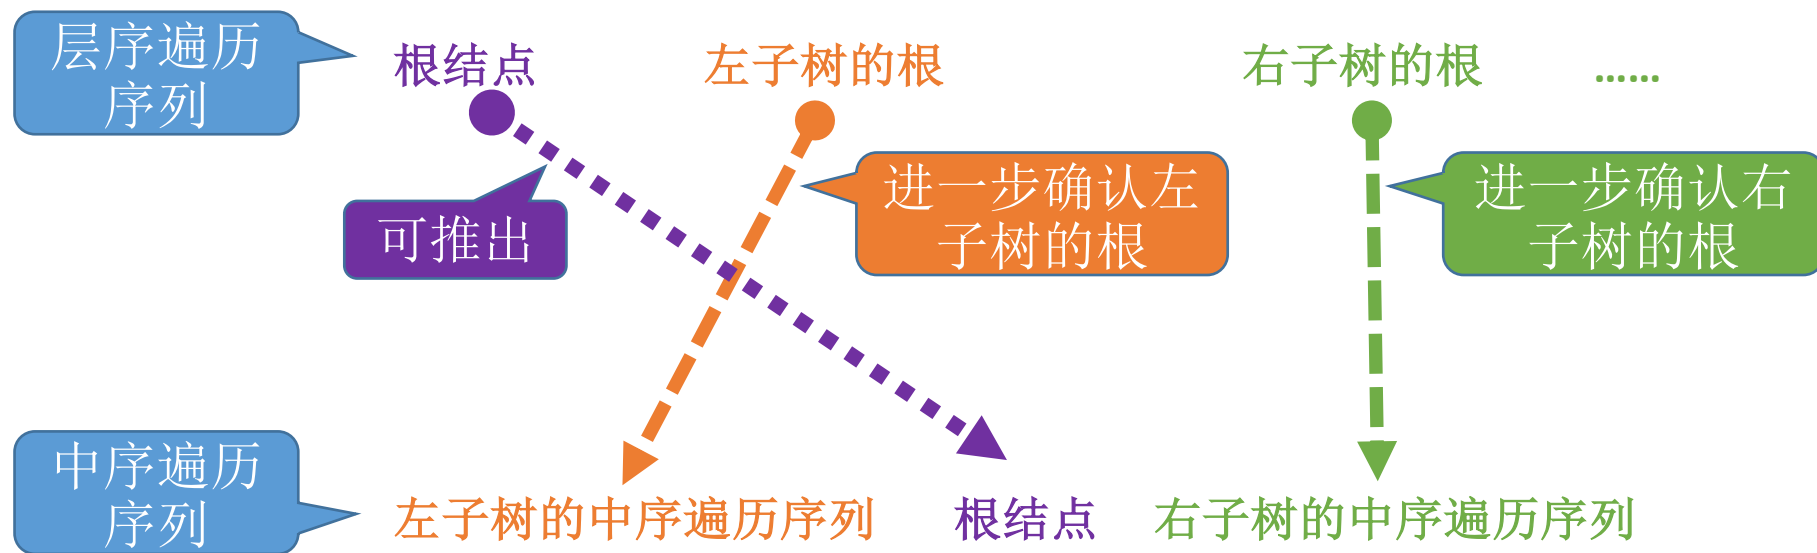 层序遍历
序列
根结点
左子树的根
右子树的根
......
可推出
进一步确认左
子树的根
进一步确认右
子树的根
中序遍历
序列
左子树的中序遍历序列
根结点
右子树的中序遍历序列